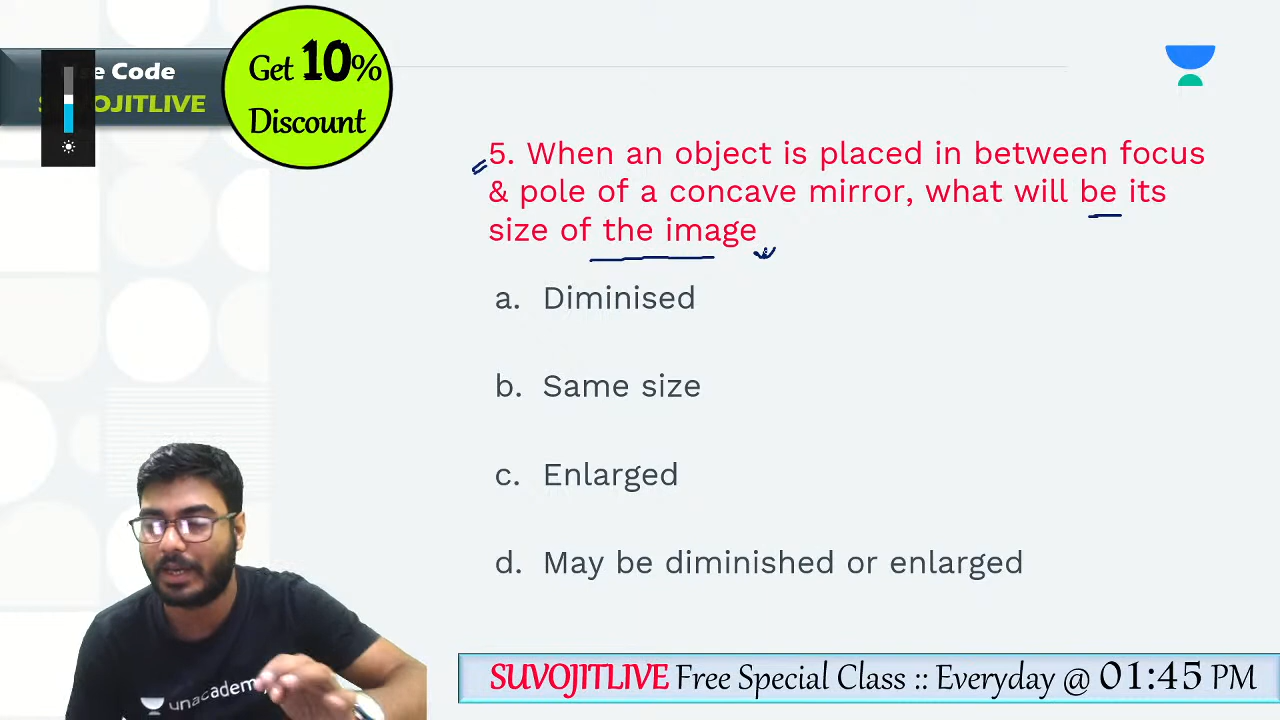 e Code
OJITLIVE
Get 10%
Discount
5. When an object is placed in between focus
& pole of a concave mirror, what will be its
size of the image
a. Diminised
b. Same size
c. Enlarged
d. May be diminished or enlarged
unacademy
SUVOJITLIVE Free Special Class :: Everyday @ 01:45 PM